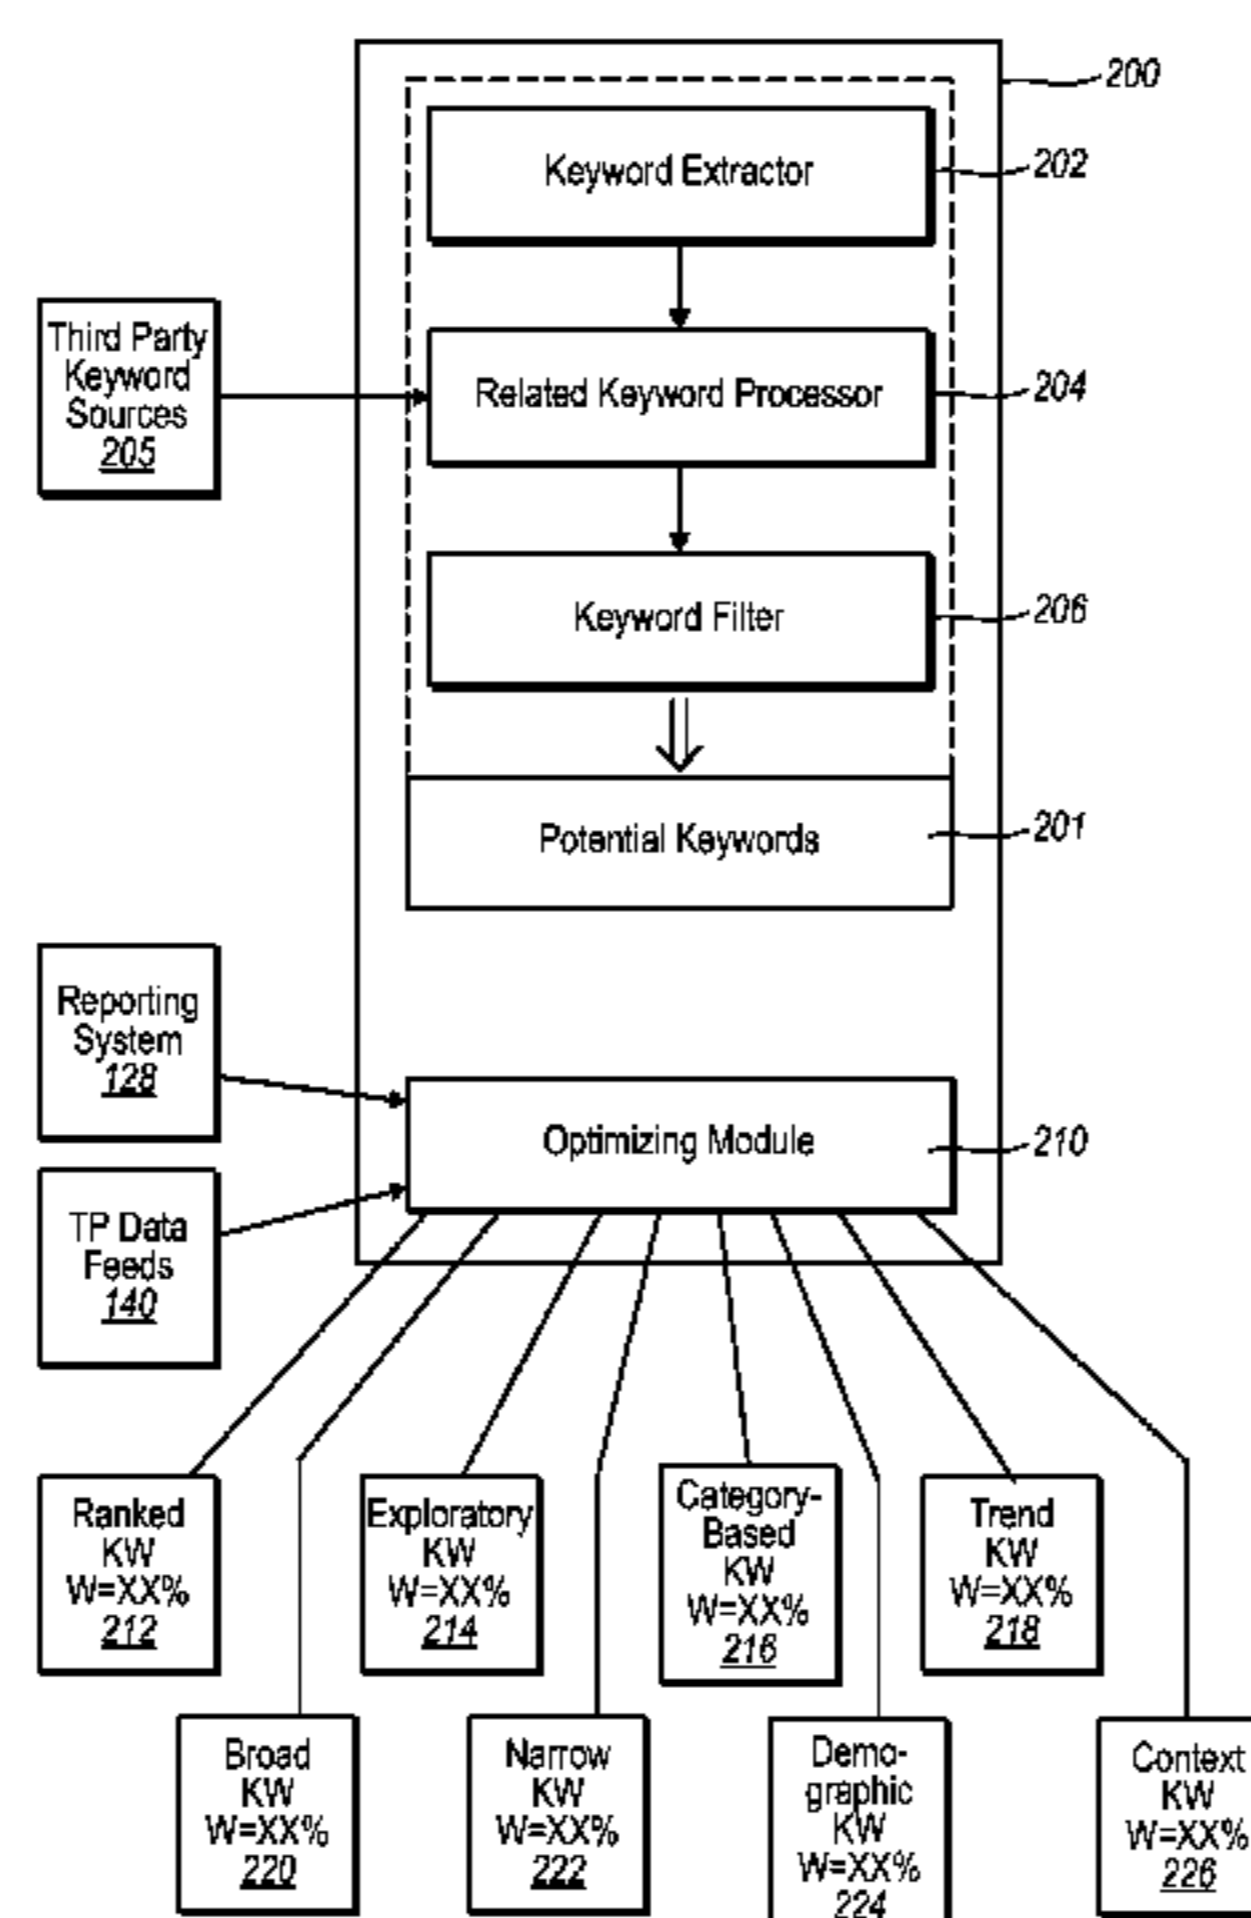 200
Keyword Extractor
202
Third Party
Keyword
Sources
205
Related Keyword Processor
204
Keyword Filter
206
Potential Keywords
201
Reporting
System
128
Optimizing Module
210
TP Data
Feeds
140
Ranked
KW
W=XX%
212
Exploratory
KW
W=XX%
214
Category-
Based
KW
W=XX%
216
Trend
KW
W=XX%
218
Broad
KW
W=XX%
220
Narrow
KW
W=XX%
222
Demo-
graphic
KW
W=XX%
224
Context
KW
W=XX%
226